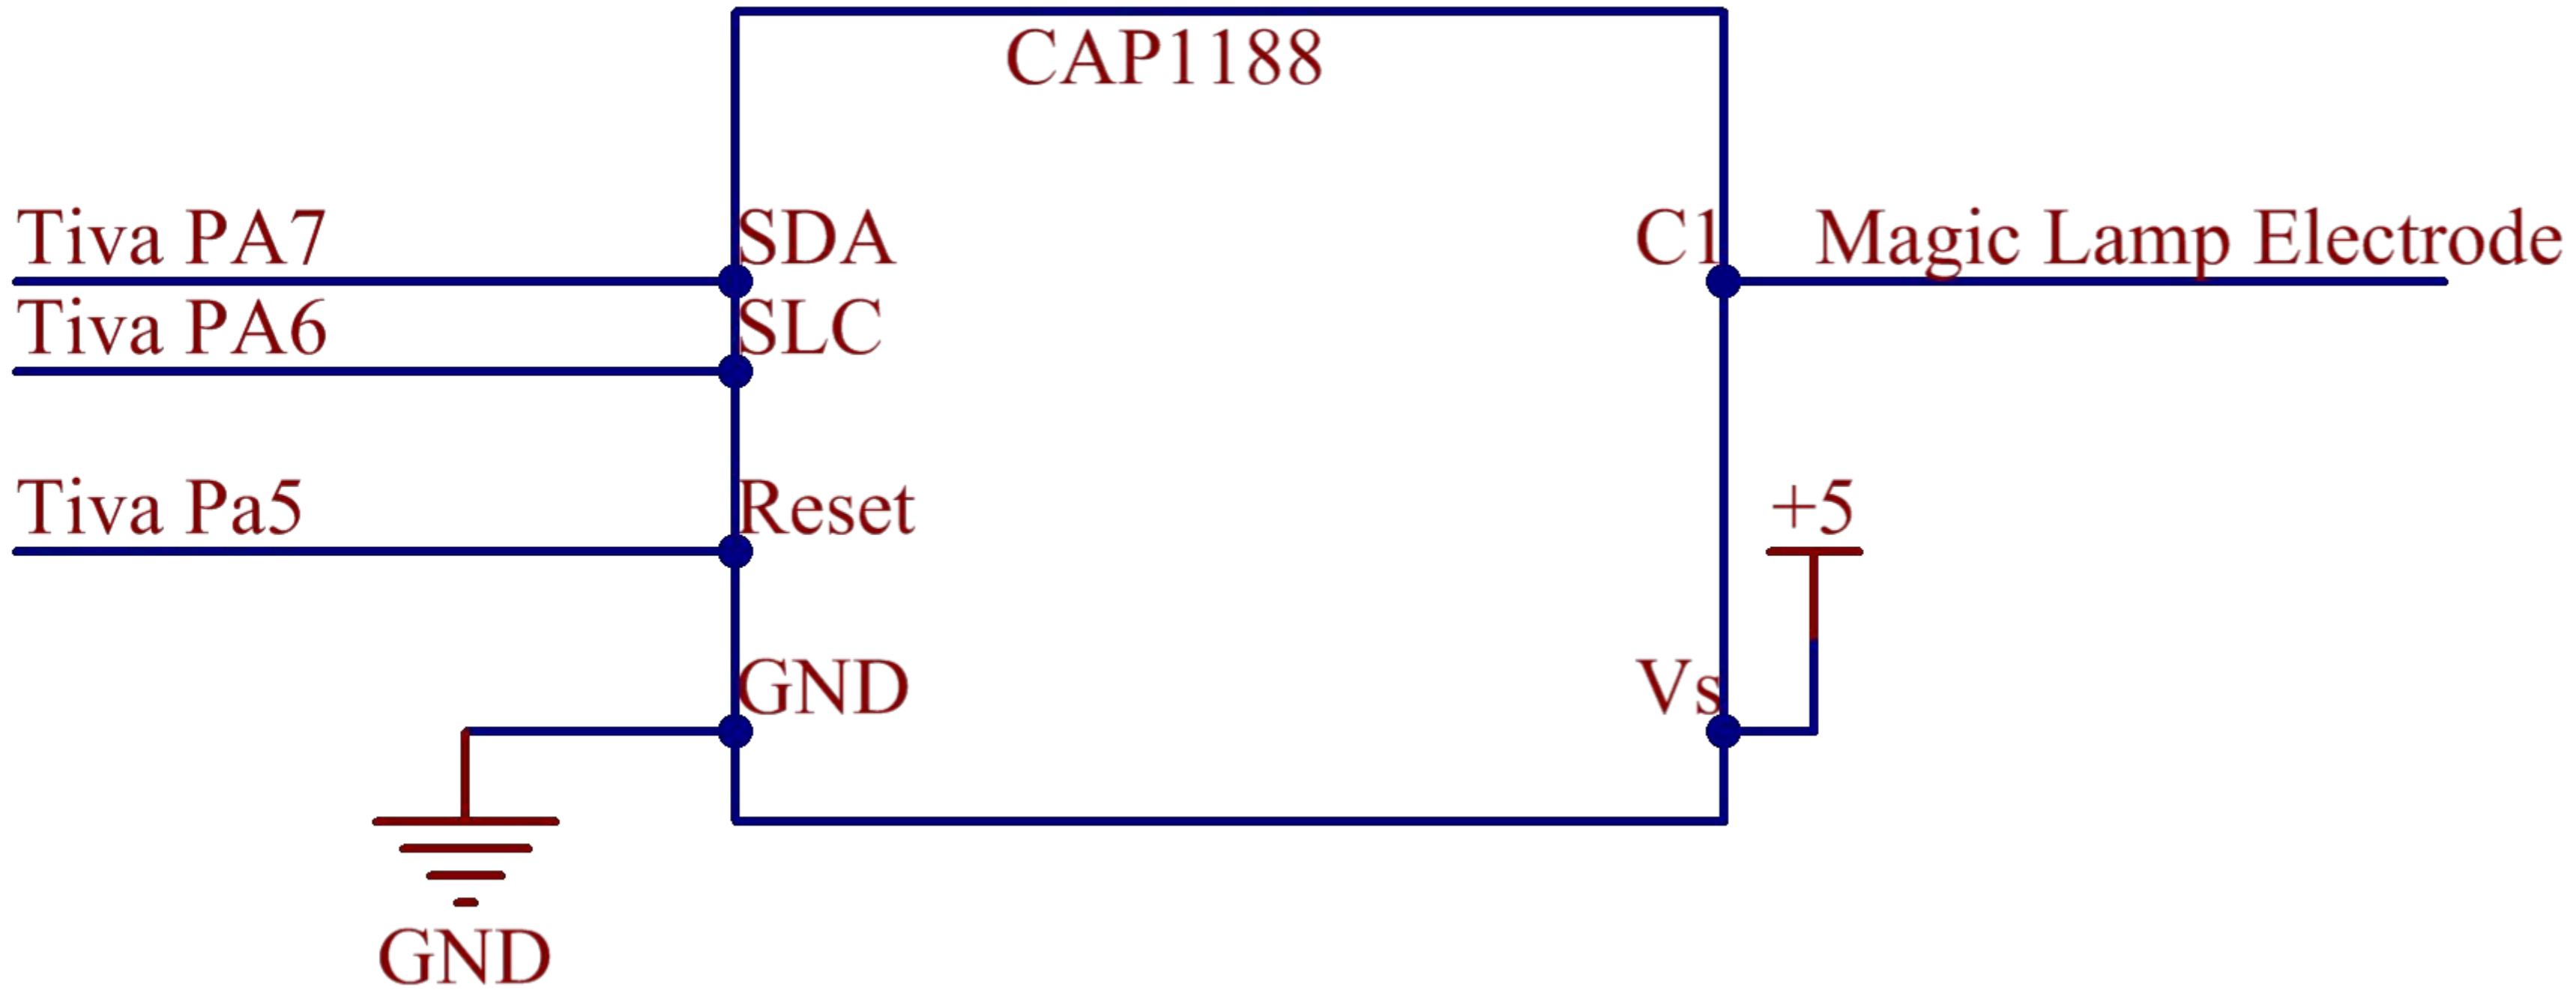 CAP1188
Tiva PA7
SDA
C1
Magic Lamp Electrode
Tiva PA6
SLC
Tiva Pa5
Reset
+5
GND
Vs
GND